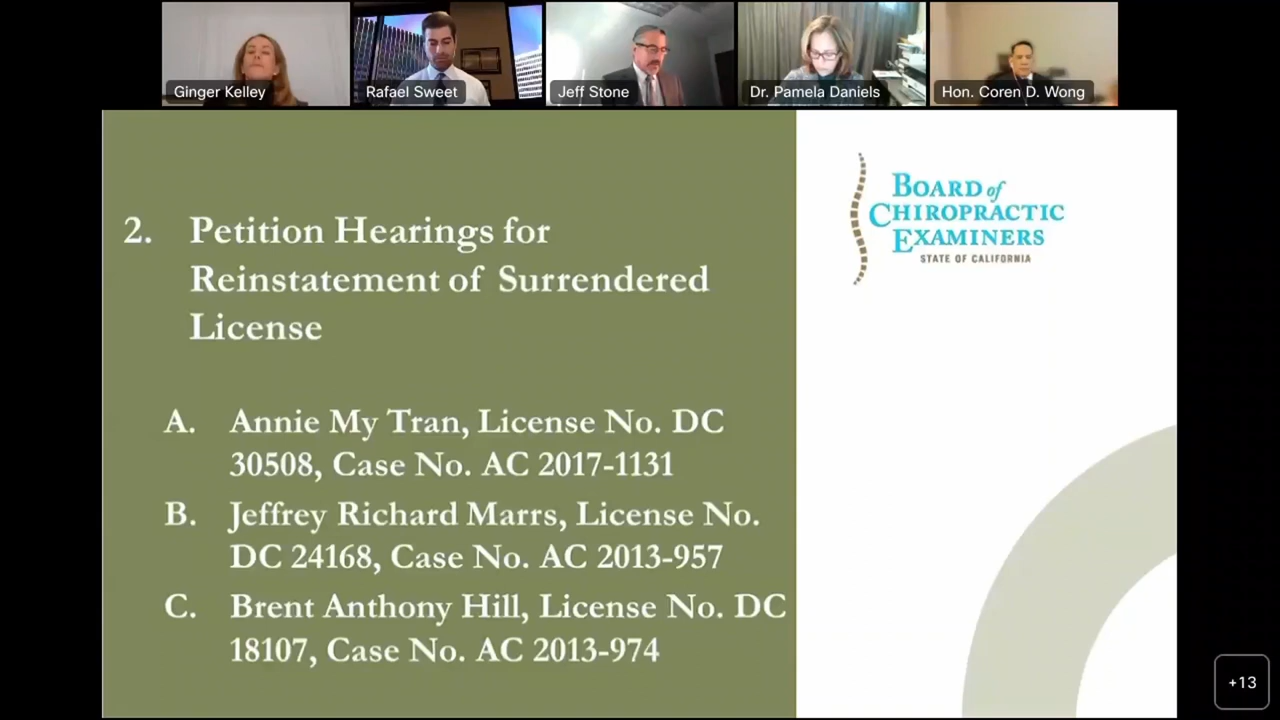 Ginger Kelley
Rafael Sweet
Jeff Stone
Dr. Pamela Daniels
Hon. Coren D. Wong
2. Petition Hearings for
Reinstatement of Surrendered
License
A. Annie My Tran, License No. DC
30508, Case No. AC 2017-1131
B. Jeffrey Richard Marrs, License No.
DC 24168, Case No. AC 2013-957
C. Brent Anthony Hill, License No. DC
18107, Case No. AC 2013-974
BOARD of
CHIROPRACTIC
EXAMINERS
STATE OF CALIFORNIA
+13